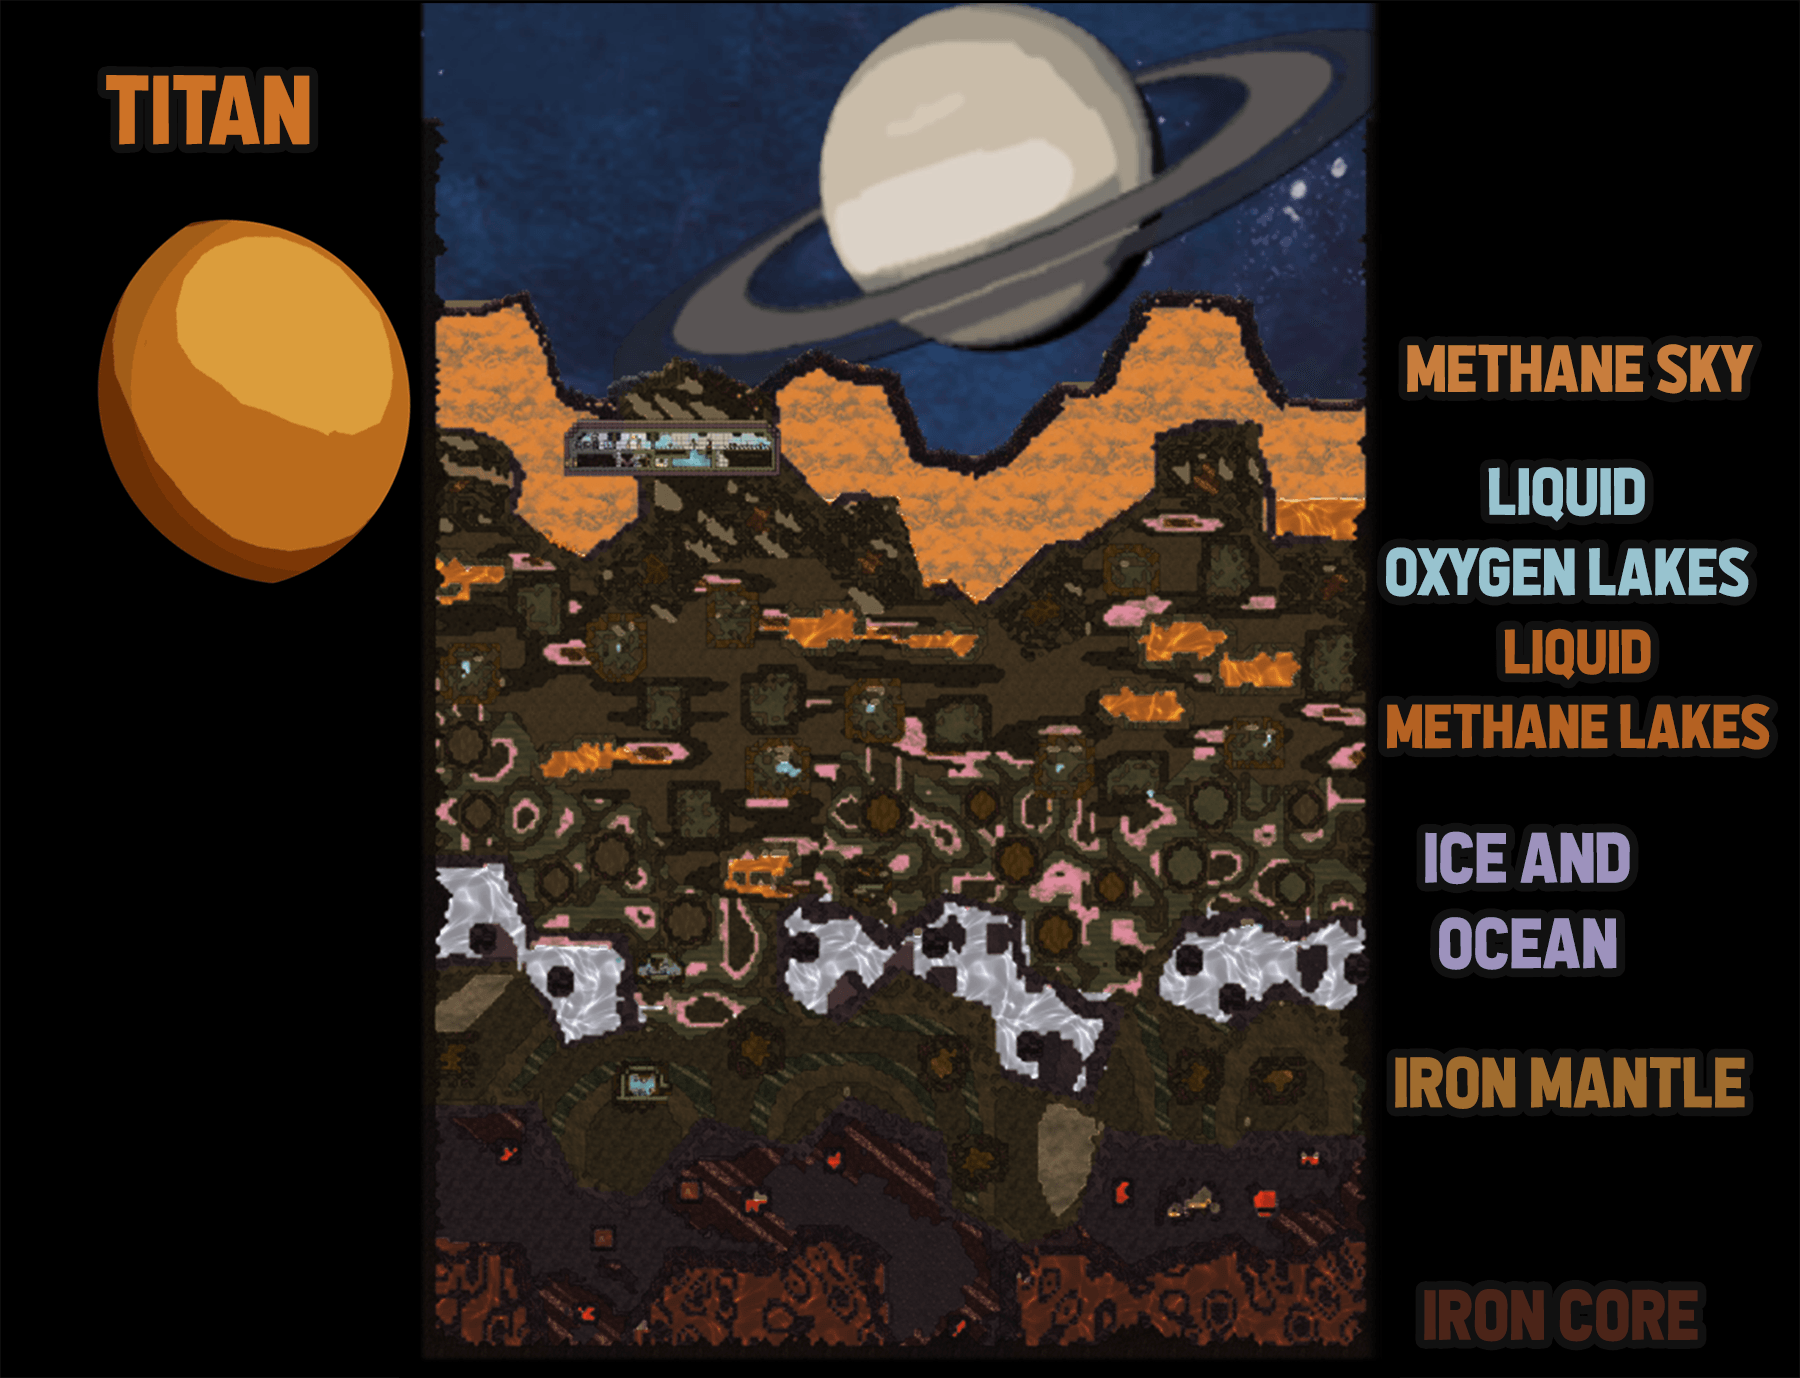 TITAN
METHANE SKY
LIQUID
OXYGEN LAKES
LIQUID
METHANE LAKES
ICE AND
OCEAN
IRON MANTLE
IRON CORE